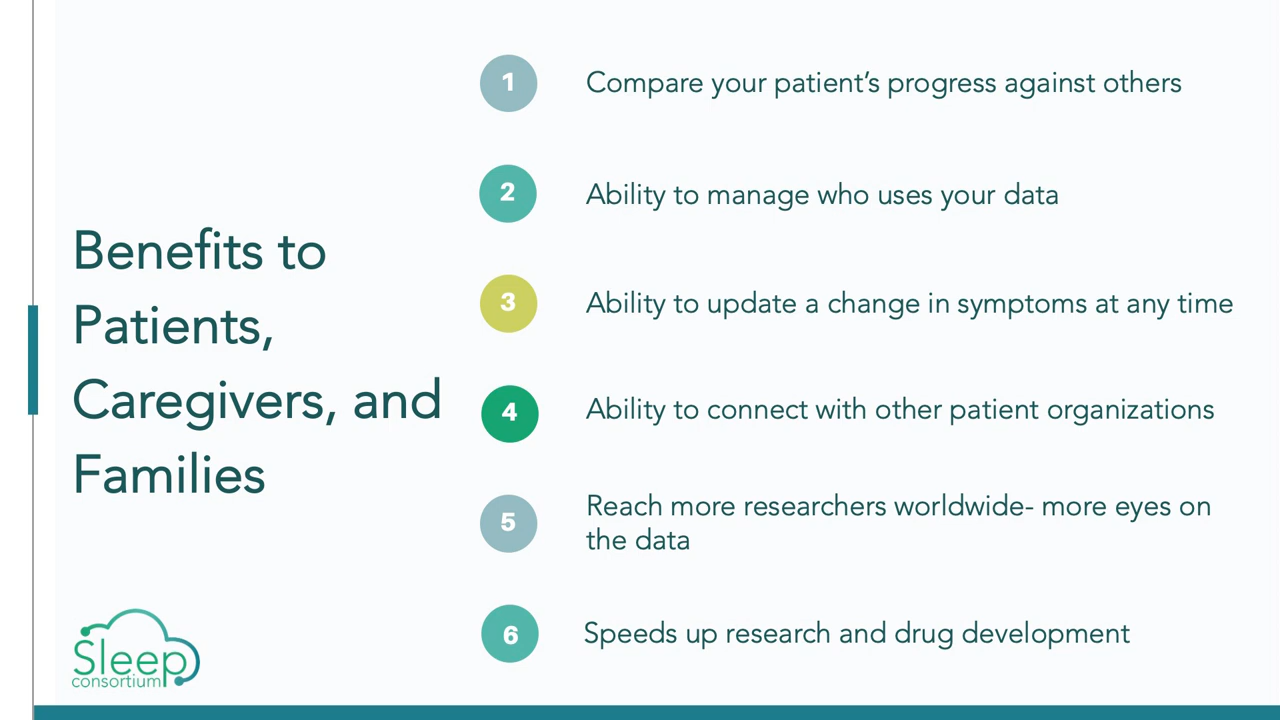 Benefits to
Patients,
Caregivers, and
Families
1 Compare your patient’s progress against others
2 Ability to manage who uses your data
3 Ability to update a change in symptoms at any time
4 Ability to connect with other patient organizations
5 Reach more researchers worldwide- more eyes on
the data
6 Speeds up research and drug development
Sleep
consortium